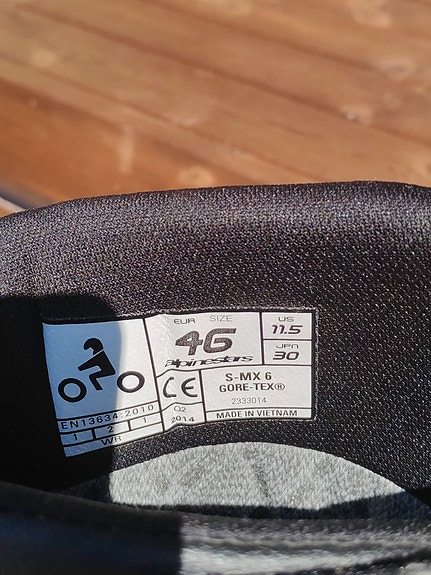 EUR SIZE
46
alpinestars
US
11.5
JPN
30
EN13634:2010
1 2 1
WR
CE
Q2
2014
S-MX 6
GORE-TEX®
2333014
MADE IN VIETNAM